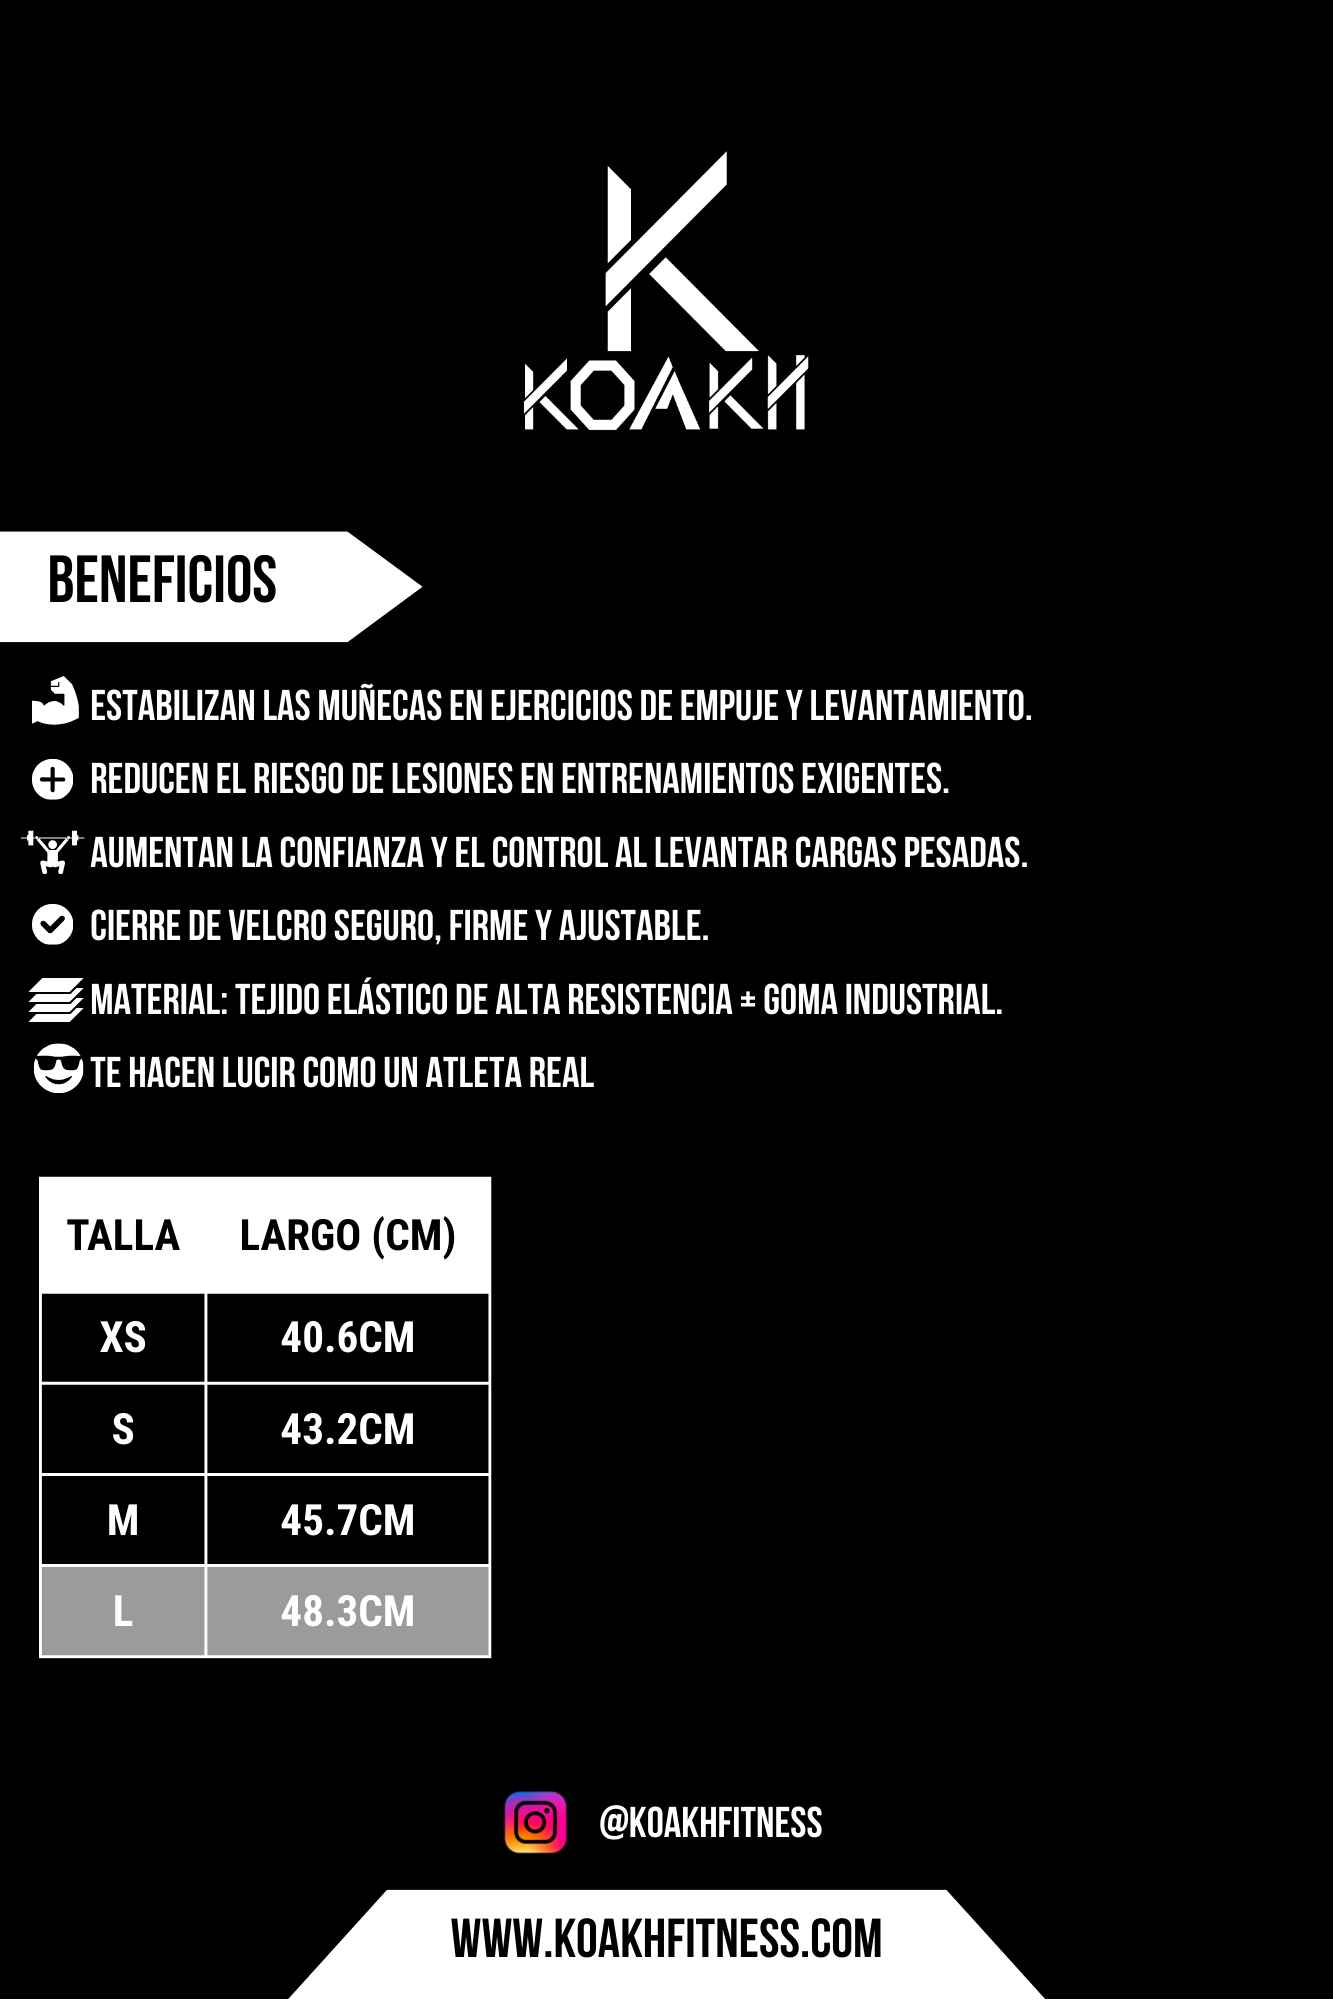 KOAKH
BENEFICIOS
ESTABILIZAN LAS MUÑECAS EN EJERCICIOS DE EMPUJE Y LEVANTAMIENTO.
REDUCEN EL RIESGO DE LESIONES EN ENTRENAMIENTOS EXIGENTES.
AUMENTAN LA CONFIANZA Y EL CONTROL AL LEVANTAR CARGAS PESADAS.
CIERRE DE VELCRO SEGURO, FIRME Y AJUSTABLE.
MATERIAL: TEJIDO ELÁSTICO DE ALTA RESISTENCIA ± GOMA INDUSTRIAL.
TE HACEN LUCIR COMO UN ATLETA REAL
TALLA LARGO (CM)
XS 40.6CM
S 43.2CM
M 45.7CM
L 48.3CM
@KOAKHFITNESS
WWW.KOAKHFITNESS.COM